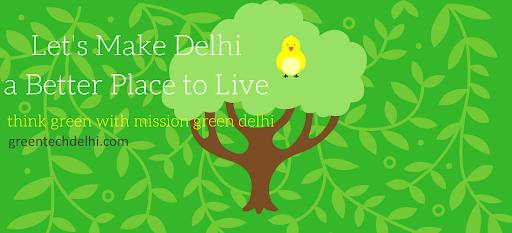 Let's Make Delhi
a Better Place to Live
think green with mission green delhi
greentechdelhi.com